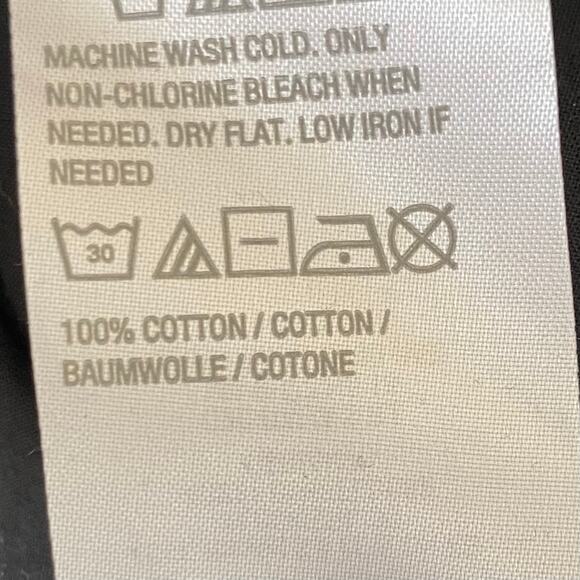 MACHINE WASH COLD. ONLY
NON-CHLORINE BLEACH WHEN
NEEDED. DRY FLAT. LOW IRON IF
NEEDED
30
100% COTTON / COTTON /
BAUMWOLLE / COTONE